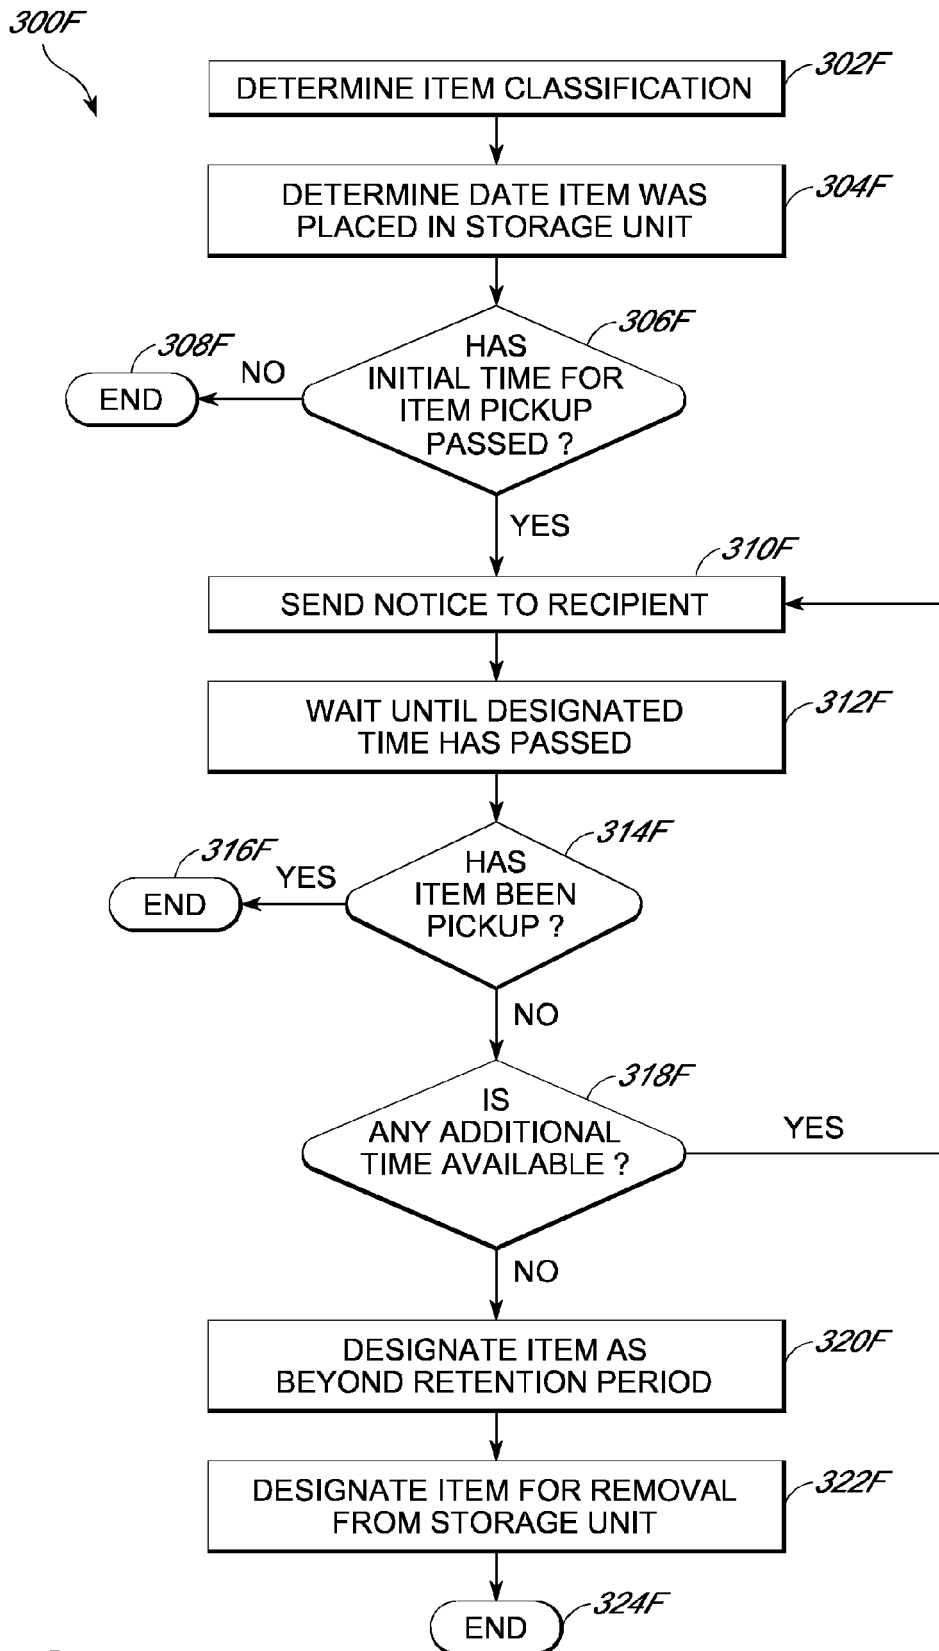 300F
DETERMINE ITEM CLASSIFICATION
302F
DETERMINE DATE ITEM WAS
PLACED IN STORAGE UNIT
304F
HAS
INITIAL TIME FOR
ITEM PICKUP
PASSED ?
306F
NO
308F
END
YES
310F
SEND NOTICE TO RECIPIENT
WAIT UNTIL DESIGNATED
TIME HAS PASSED
312F
HAS
ITEM BEEN
PICKUP ?
314F
YES
316F
END
NO
IS
ANY ADDITIONAL
TIME AVAILABLE ?
318F
YES
NO
DESIGNATE ITEM AS
BEYOND RETENTION PERIOD
320F
DESIGNATE ITEM FOR REMOVAL
FROM STORAGE UNIT
322F
END
324F